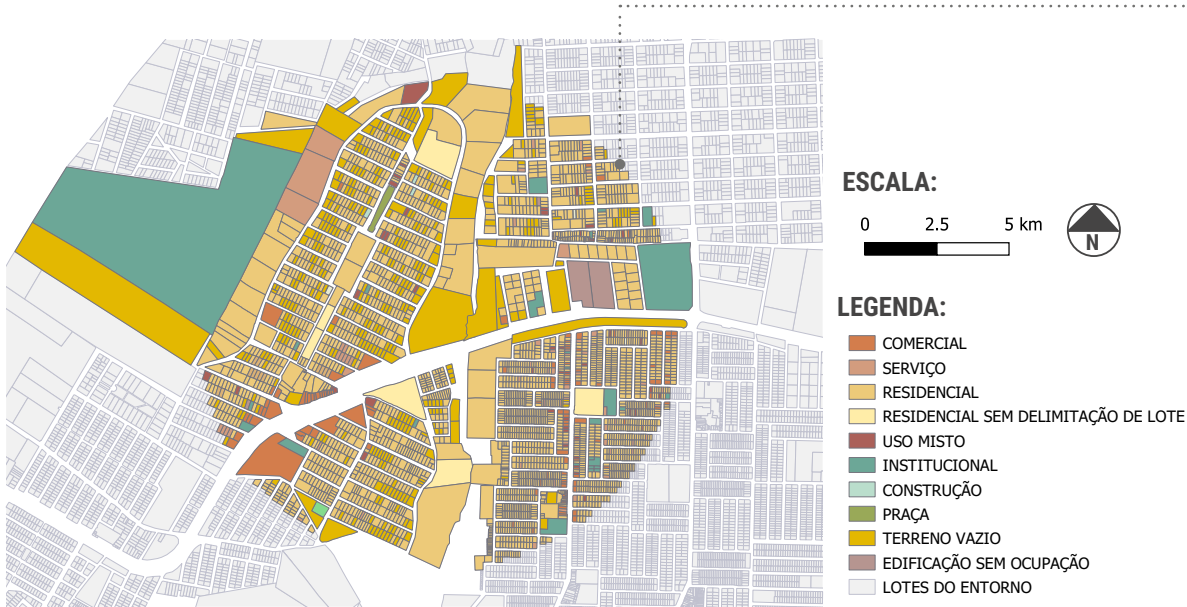 ESCALA:
0 2.5 5 km
N
LEGENDA:
COMERCIAL
SERVIÇO
RESIDENCIAL
RESIDENCIAL SEM DELIMITAÇÃO DE LOTE
USO MISTO
INSTITUCIONAL
CONSTRUÇÃO
PRAÇA
TERRENO VAZIO
EDIFICAÇÃO SEM OCUPAÇÃO
LOTES DO ENTORNO